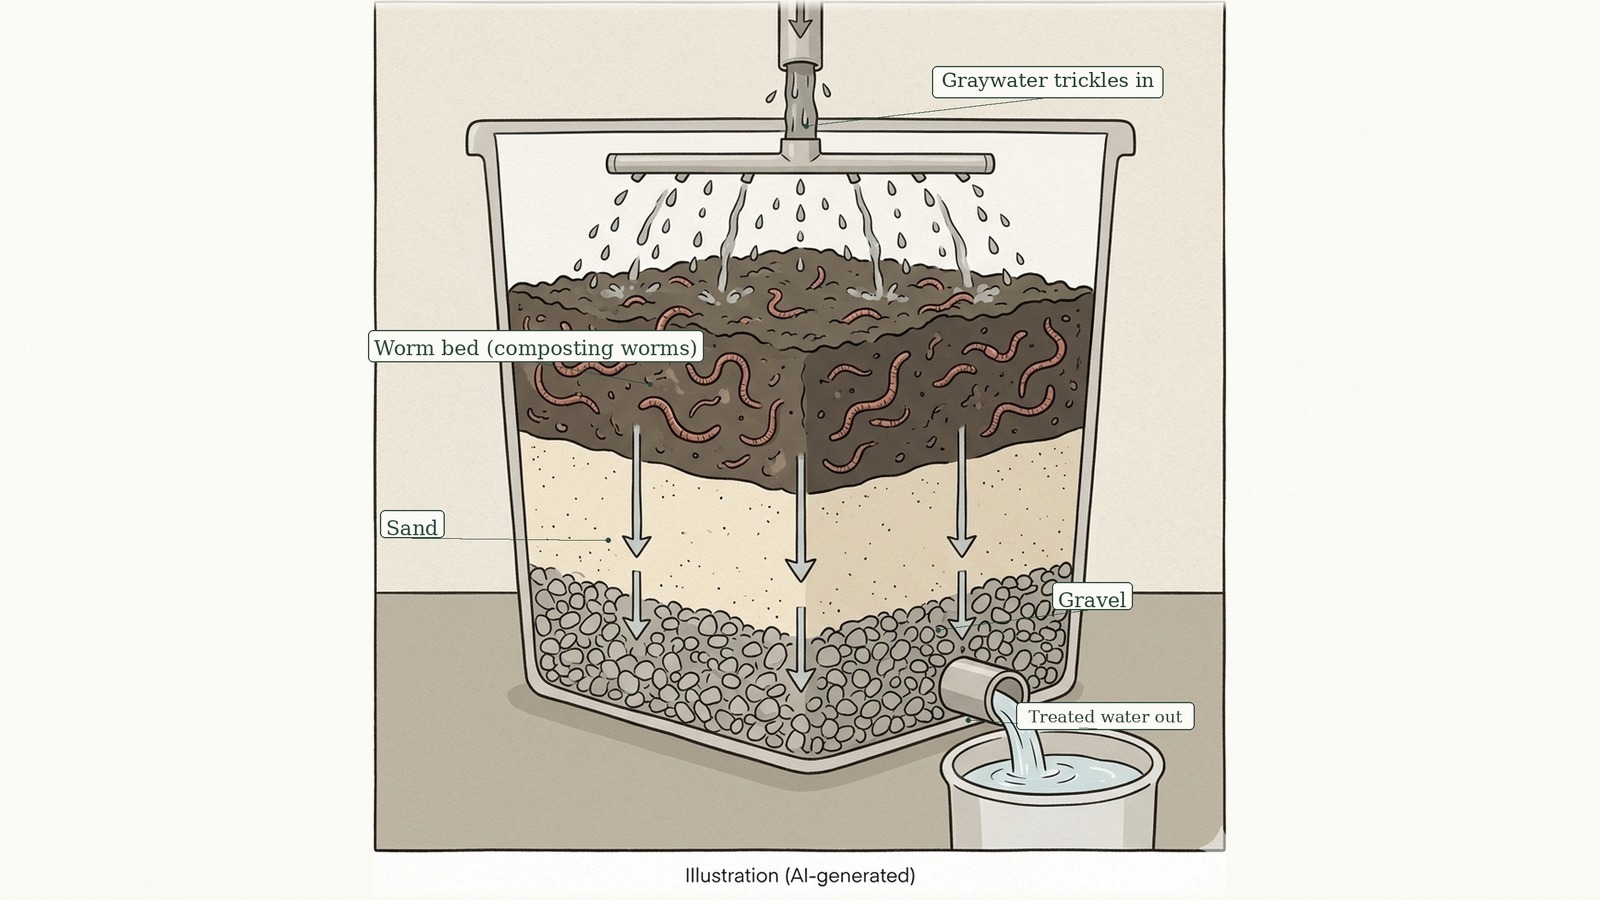 Graywater trickles in
Worm bed (composting worms)
Sand
Gravel
Treated water out
Illustration (AI-generated)